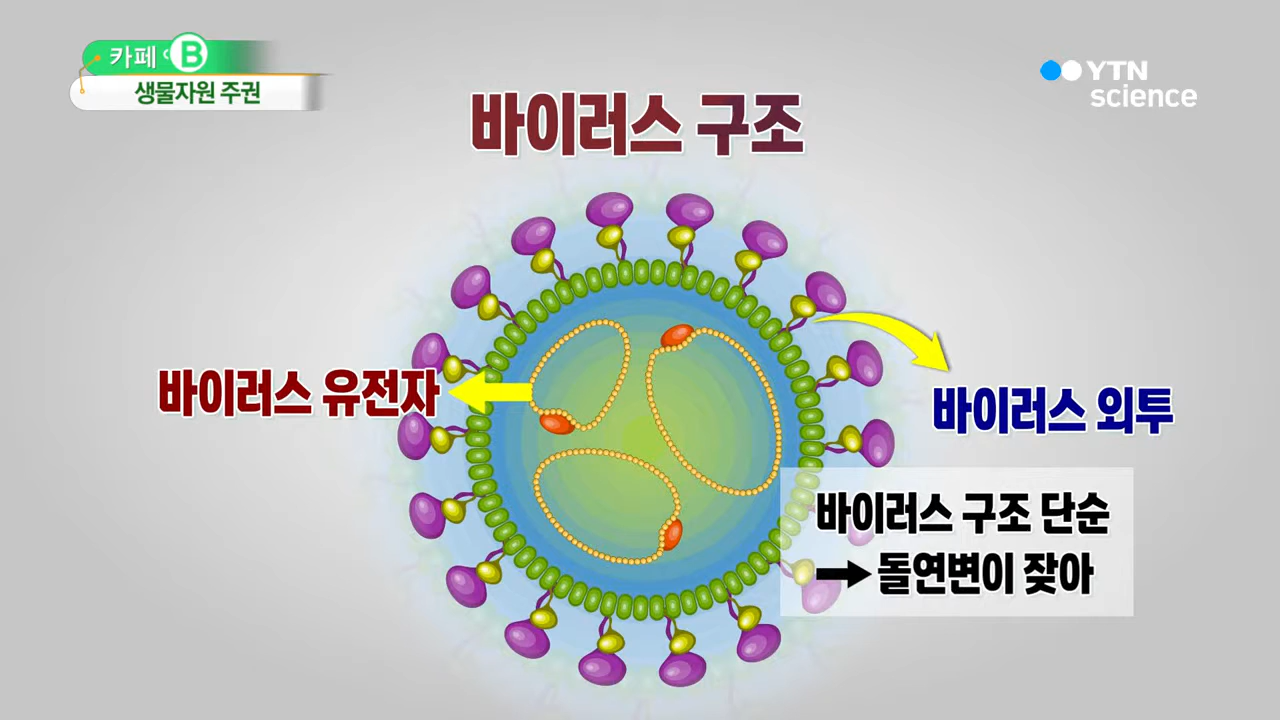 카페 B
생물자원 주권
YTN
science
바이러스 구조
바이러스 유전자
바이러스 외투
바이러스 구조 단순
➡돌연변이 잦아